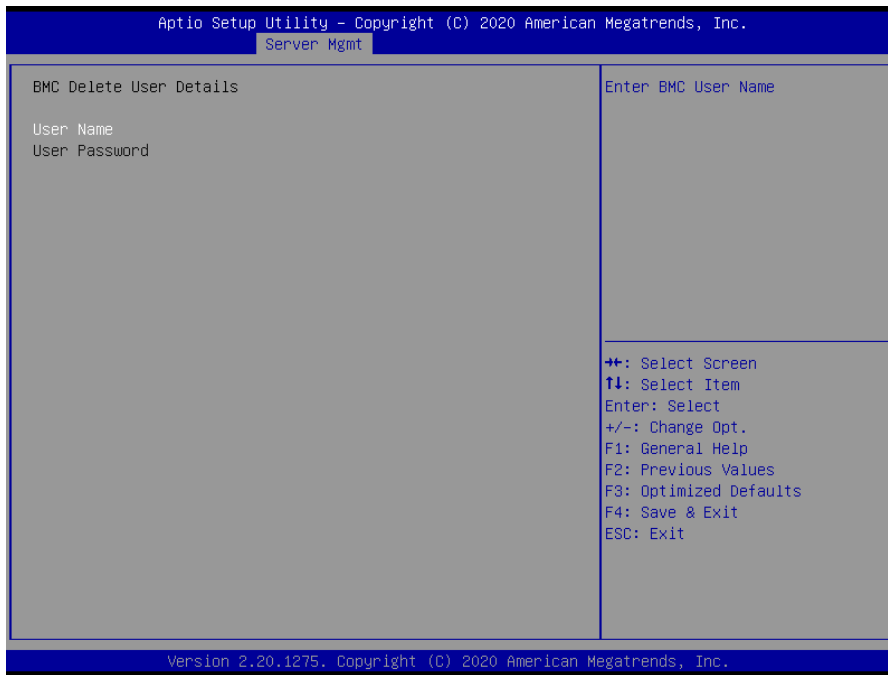 Aptio Setup Utility – Copyright (C) 2020 American Megatrends, Inc.
Server Mgmt
BMC Delete User Details
User Name
User Password
Enter BMC User Name
→←: Select Screen
↑↓: Select Item
Enter: Select
+/-: Change Opt.
F1: General Help
F2: Previous Values
F3: Optimized Defaults
F4: Save & Exit
ESC: Exit
Version 2.20.1275. Copyright (C) 2020 American Megatrends, Inc.